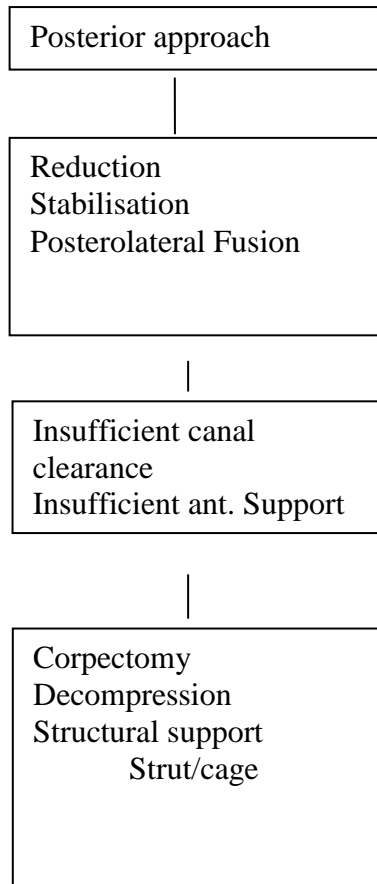 Posterior approach
Reduction
Stabilisation
Posterolateral Fusion
Insufficient canal
clearance
Insufficient ant. Support
Corpectomy
Decompression
Structural support
Strut/cage